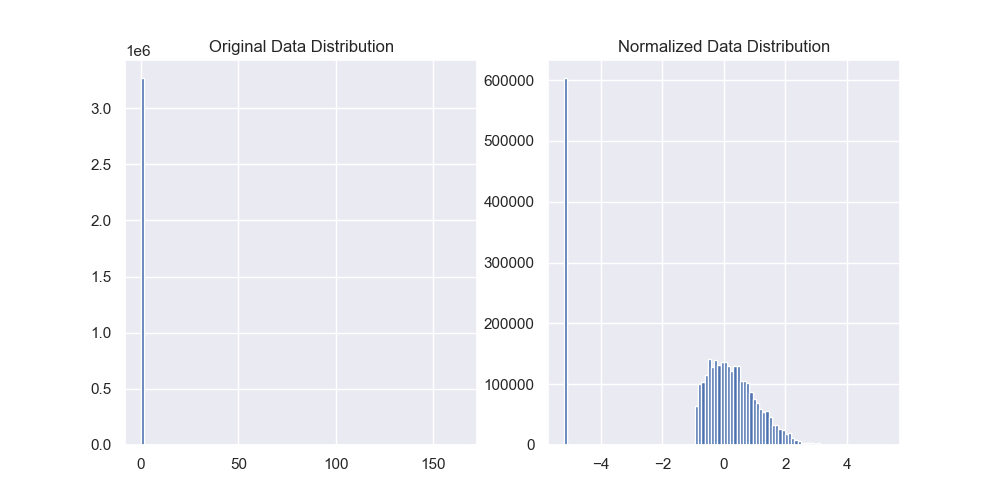 Original Data Distribution
1e6
3.0
2.5
2.0
1.5
1.0
0.5
0.0
0 50 100 150
Normalized Data Distribution
600000
500000
400000
300000
200000
100000
0
−4 −2 0 2 4